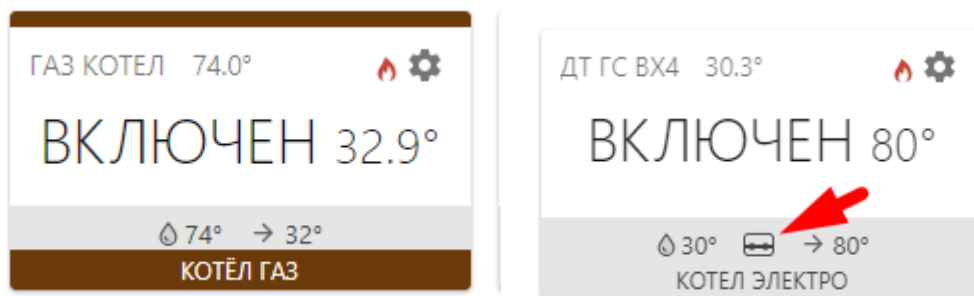 ГАЗ КОТЕЛ 74.0°
ВКЛЮЧЕН 32.9°
74° → 32°
КОТЁЛ ГАЗ
ДТ ГС ВХ4 30.3°
ВКЛЮЧЕН 80°
30° → 80°
КОТЕЛ ЭЛЕКТРО